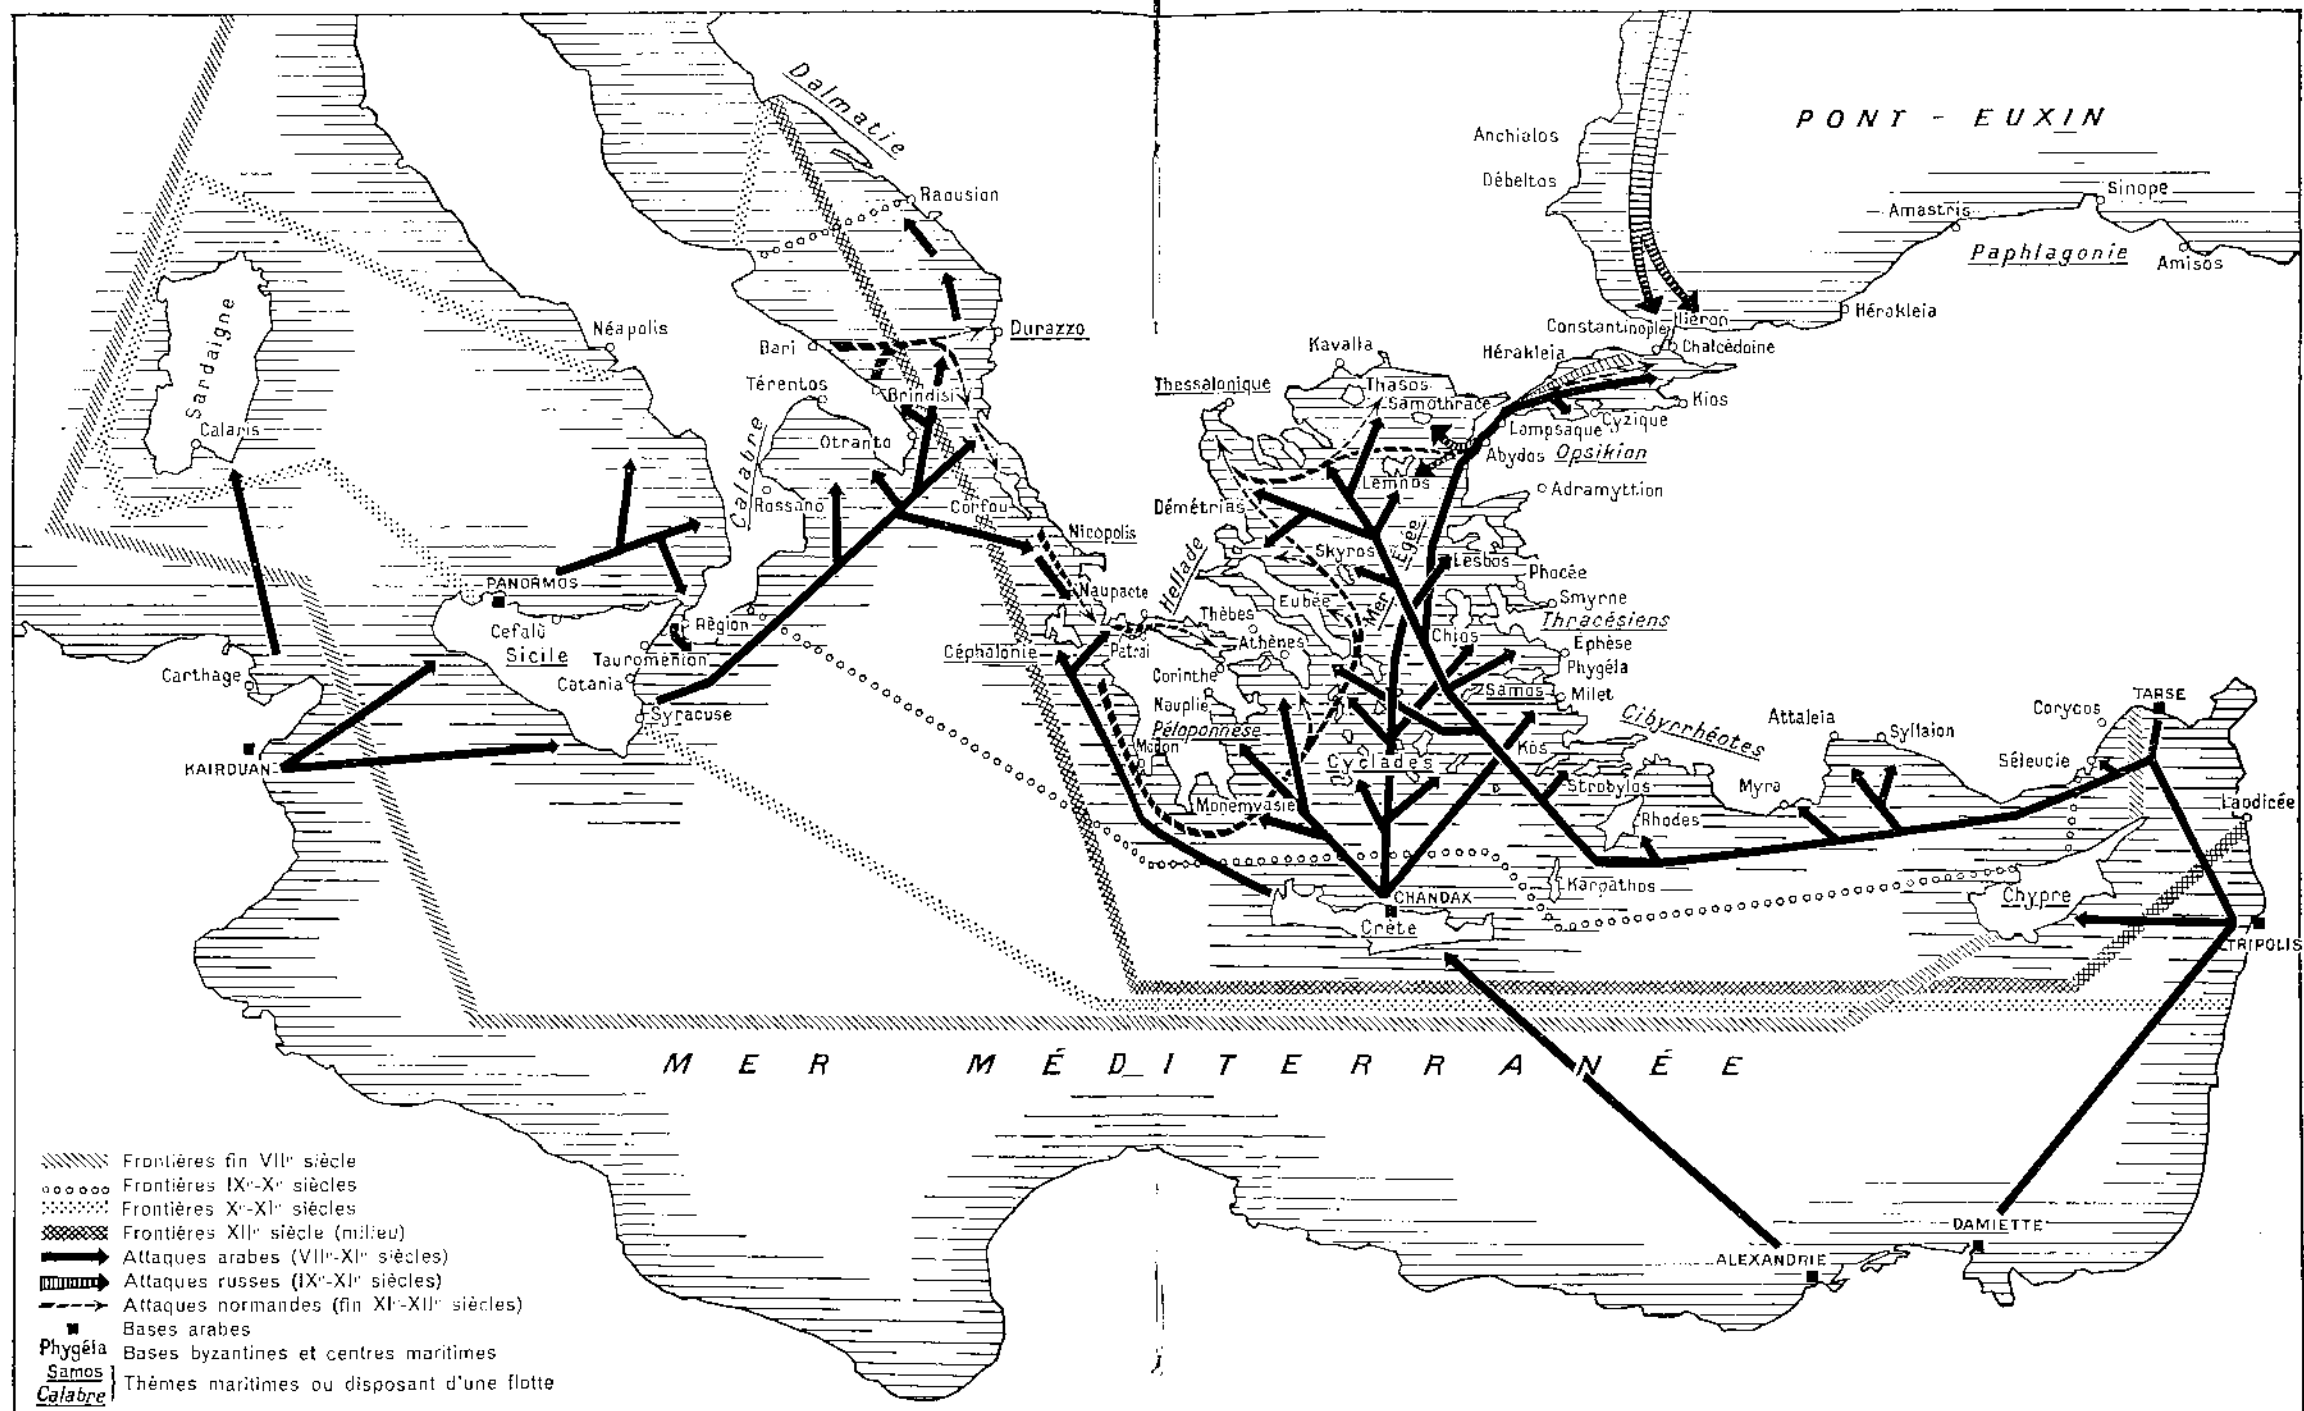 Dalmatie
PONT - EUXIN
Anchialos
Débeltos
Raousion
Sinope
Amastris
Paphlagonie
Amisos
Sardaigne
Néapolis
Bari
Durazzo
Constantinople
Hiéron
Hérakleia
Chalcédoine
Hérakleia
Kavalla
Thasos
Samothrace
Thessalonique
Térentos
Brindisi
Kios
Cyzique
Lampsaque
Abydos
Opsikion
Calaris
Calabre
Otranto
Rossano
Corfou
Lemnos
Adramyttion
Démétrias
Nicopolis
Skyros
Mer Égée
Lesbos
Phocée
PANORMOS
Naupacte
Hellade
Thèbes
Eubée
Smyrne
Thracésiens
Cefalù
Sicile
Règion
Tauromenion
Catania
Syracuse
Céphalonie
Patrai
Athènes
Corinthe
Chios
Éphèse
Phygéla
Carthage
Nauplie
Péloponnèse
Samos
Milet
Cibyrrhéotes
Attaleia
Syllaion
Corycos
TARSE
Modon
KAIROUAN
Cyclades
Kos
Strobylos
Myra
Séleucie
Monemvasie
Rhodes
Laodicée
Karpathos
CHANDAX
Crète
Chypre
TRIPOLIS
MER MÉDITERRANÉE
DAMIETTE
ALEXANDRIE
Frontières fin VIIe siècle
Frontières IXe-Xe siècles
Frontières Xe-XIe siècles
Frontières XIIe siècle (milieu)
Attaques arabes (VIIe-XIe siècles)
Attaques russes (IXe-XIe siècles)
Attaques normandes (fin XIe-XIIe siècles)
Bases arabes
Phygéla Bases byzantines et centres maritimes
Samos
Calabre } Thèmes maritimes ou disposant d'une flotte